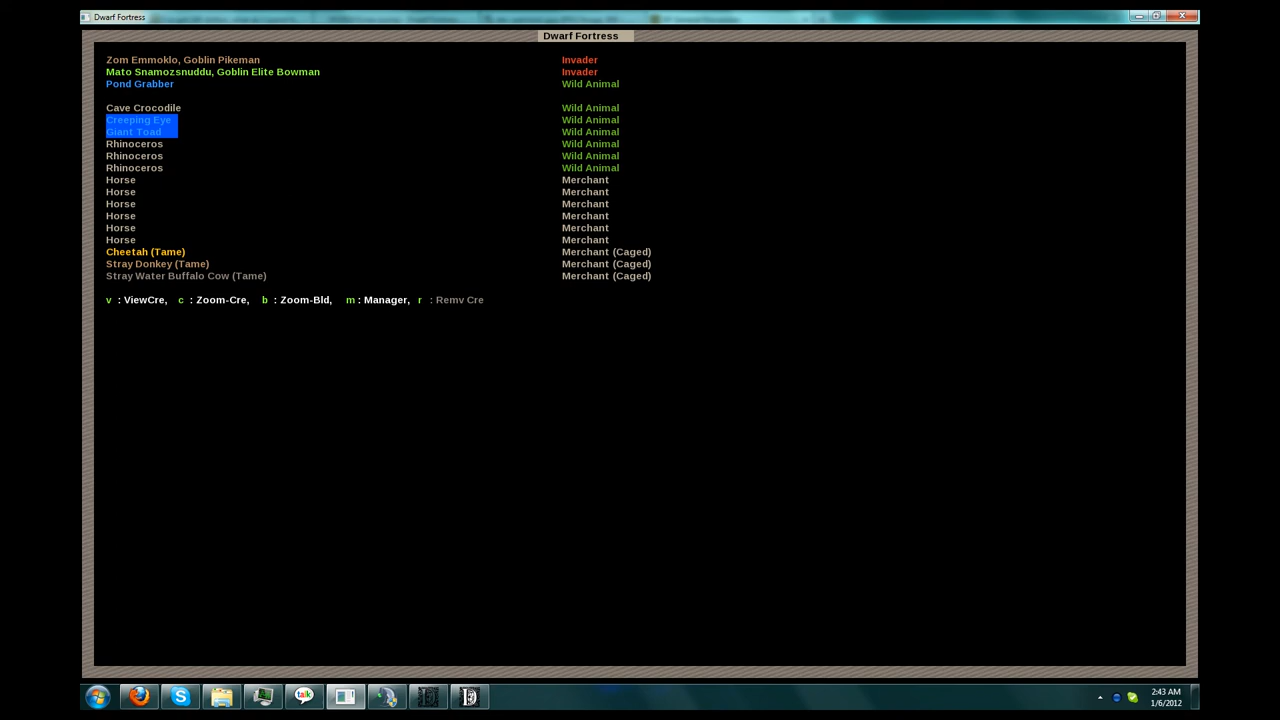 Dwarf Fortress
Dwarf Fortress
Zom Emmoklo, Goblin Pikeman Invader
Mato Snamozsnuddu, Goblin Elite Bowman Invader
Pond Grabber Wild Animal
Cave Crocodile Wild Animal
Creeping Eye Wild Animal
Giant Toad Wild Animal
Rhinoceros Wild Animal
Rhinoceros Wild Animal
Rhinoceros Wild Animal
Horse Merchant
Horse Merchant
Horse Merchant
Horse Merchant
Horse Merchant
Horse Merchant
Cheetah (Tame) Merchant (Caged)
Stray Donkey (Tame) Merchant (Caged)
Stray Water Buffalo Cow (Tame) Merchant (Caged)
v : ViewCre, c : Zoom-Cre, b : Zoom-Bld, m : Manager, r : Remv Cre
talk
2:43 AM
1/6/2012